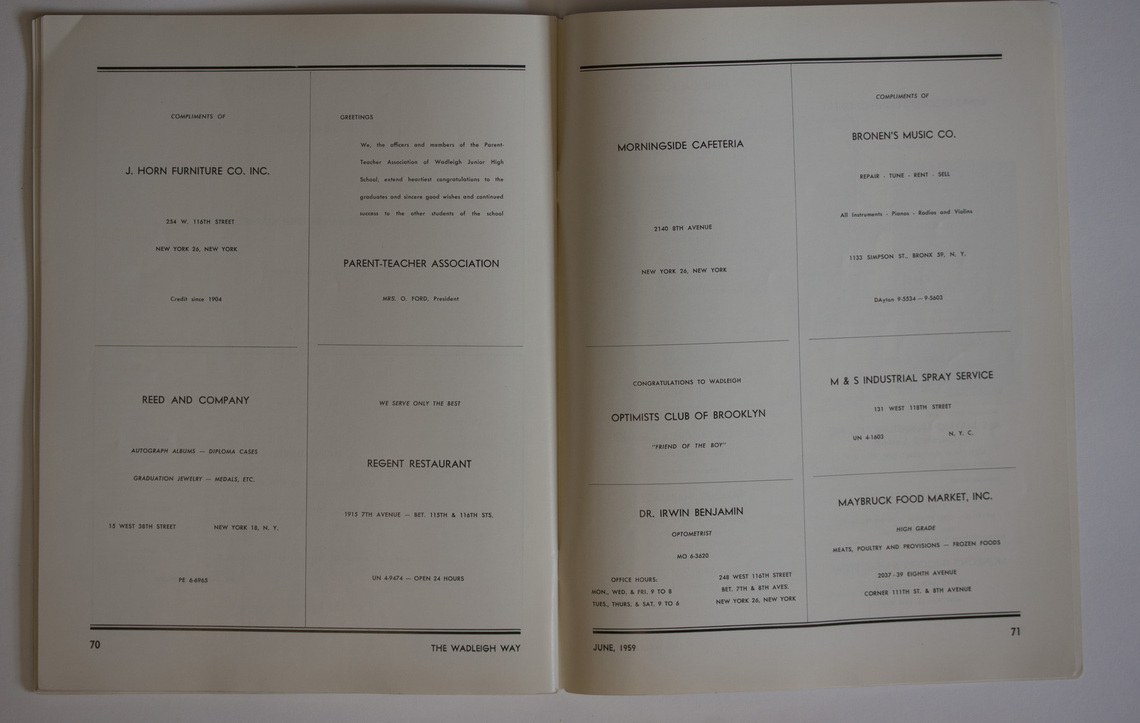 COMPLIMENTS OF
J. HORN FURNITURE CO. INC.
254 W. 116TH STREET
NEW YORK 26, NEW YORK
Credit since 1904
GREETINGS
We, the officers and members of the Parent-
Teacher Association of Wadleigh Junior High
School, extend heartiest congratulations to the
graduates and sincere good wishes and continued
success to the other students of the school
PARENT-TEACHER ASSOCIATION
MRS. O. FORD, President
REED AND COMPANY
AUTOGRAPH ALBUMS — DIPLOMA CASES
GRADUATION JEWELRY — MEDALS, ETC.
15 WEST 38TH STREET NEW YORK 18, N. Y.
PE 6-6965
WE SERVE ONLY THE BEST
REGENT RESTAURANT
1915 7TH AVENUE — BET. 115TH & 116TH STS.
UN 4-9474 — OPEN 24 HOURS
70
THE WADLEIGH WAY
MORNINGSIDE CAFETERIA
2140 8TH AVENUE
NEW YORK 26, NEW YORK
COMPLIMENTS OF
BRONEN'S MUSIC CO.
REPAIR - TUNE - RENT - SELL
All Instruments - Pianos - Radios and Violins
1133 SIMPSON ST., BRONX 59, N. Y.
DAyton 9-5534 — 9-5603
CONGRATULATIONS TO WADLEIGH
OPTIMISTS CLUB OF BROOKLYN
"FRIEND OF THE BOY"
M & S INDUSTRIAL SPRAY SERVICE
131 WEST 118TH STREET
UN 4-1603 N. Y. C.
DR. IRWIN BENJAMIN
OPTOMETRIST
MO 6-3620
OFFICE HOURS:
MON., WED. & FRI. 9 TO 8
TUES., THURS. & SAT. 9 TO 6
248 WEST 116TH STREET
BET. 7TH & 8TH AVES.
NEW YORK 26, NEW YORK
MAYBRUCK FOOD MARKET, INC.
HIGH GRADE
MEATS, POULTRY AND PROVISIONS — FROZEN FOODS
2037-39 EIGHTH AVENUE
CORNER 111TH ST. & 8TH AVENUE
JUNE, 1959
71